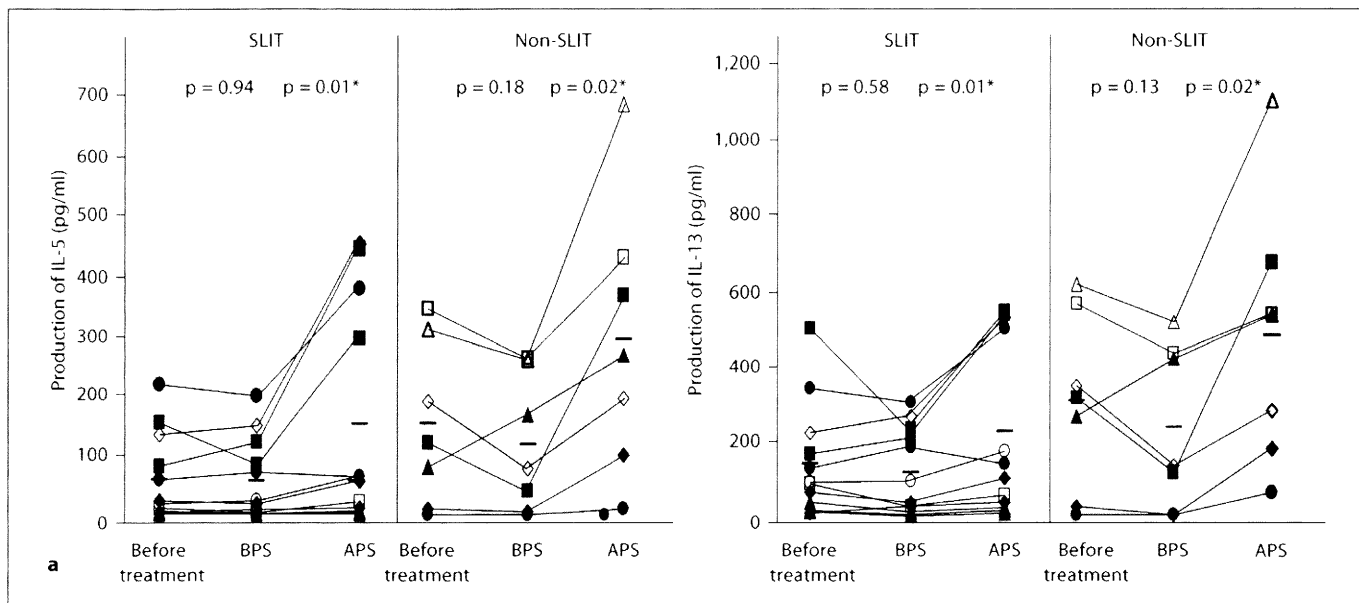 SLIT
Non-SLIT
p = 0.94
p = 0.01*
p = 0.18
p = 0.02*
Production of IL-5 (pg/ml)
700
600
500
400
300
200
100
0
Before treatment
BPS
APS
Before treatment
BPS
APS
a
SLIT
Non-SLIT
p = 0.58
p = 0.01*
p = 0.13
p = 0.02*
Production of IL-13 (pg/ml)
1,200
1,000
800
600
400
200
0
Before treatment
BPS
APS
Before treatment
BPS
APS